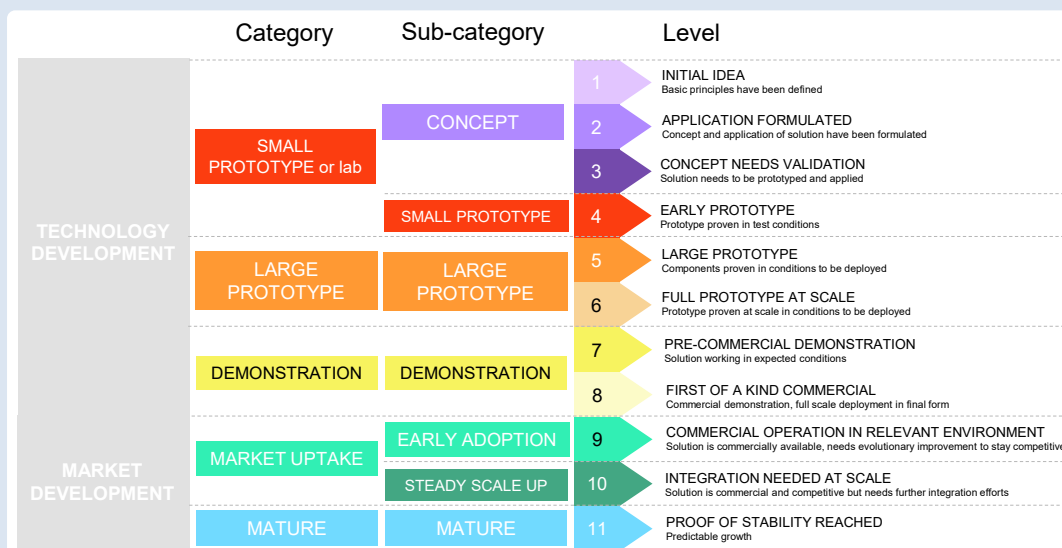 Category
Sub-category
Level
TECHNOLOGY
DEVELOPMENT
SMALL
PROTOTYPE or lab
CONCEPT
1
INITIAL IDEA
Basic principles have been defined
2
APPLICATION FORMULATED
Concept and application of solution have been formulated
3
CONCEPT NEEDS VALIDATION
Solution needs to be prototyped and applied
SMALL PROTOTYPE
4
EARLY PROTOTYPE
Prototype proven in test conditions
LARGE
PROTOTYPE
LARGE
PROTOTYPE
5
LARGE PROTOTYPE
Components proven in conditions to be deployed
6
FULL PROTOTYPE AT SCALE
Prototype proven at scale in conditions to be deployed
DEMONSTRATION
DEMONSTRATION
7
PRE-COMMERCIAL DEMONSTRATION
Solution working in expected conditions
8
FIRST OF A KIND COMMERCIAL
Commercial demonstration, full scale deployment in final form
MARKET
DEVELOPMENT
MARKET UPTAKE
EARLY ADOPTION
9
COMMERCIAL OPERATION IN RELEVANT ENVIRONMENT
Solution is commercially available, needs evolutionary improvement to stay competitive
STEADY SCALE UP
10
INTEGRATION NEEDED AT SCALE
Solution is commercial and competitive but needs further integration efforts
MATURE
MATURE
11
PROOF OF STABILITY REACHED
Predictable growth